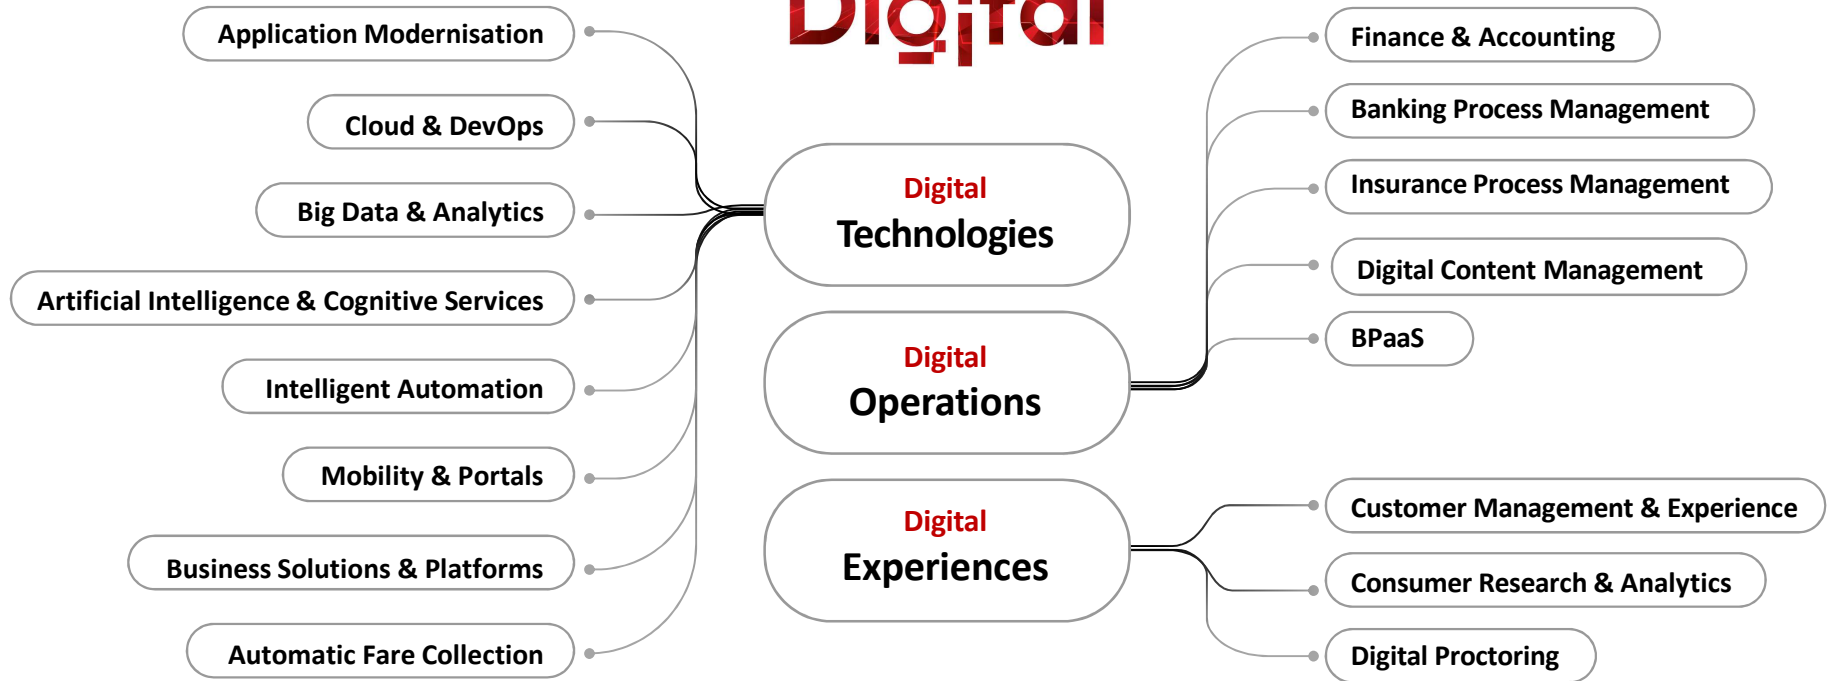 Digital
Application Modernisation
Cloud & DevOps
Big Data & Analytics
Artificial Intelligence & Cognitive Services
Intelligent Automation
Mobility & Portals
Business Solutions & Platforms
Automatic Fare Collection
Digital
Technologies
Digital
Operations
Digital
Experiences
Finance & Accounting
Banking Process Management
Insurance Process Management
Digital Content Management
BPaaS
Customer Management & Experience
Consumer Research & Analytics
Digital Proctoring